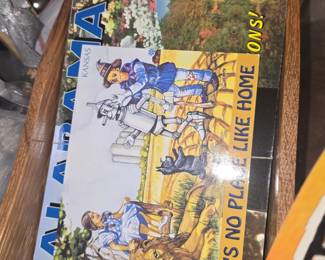 ALABAMA
KANSAS
'S NO PLACE LIKE HOME
ONS!